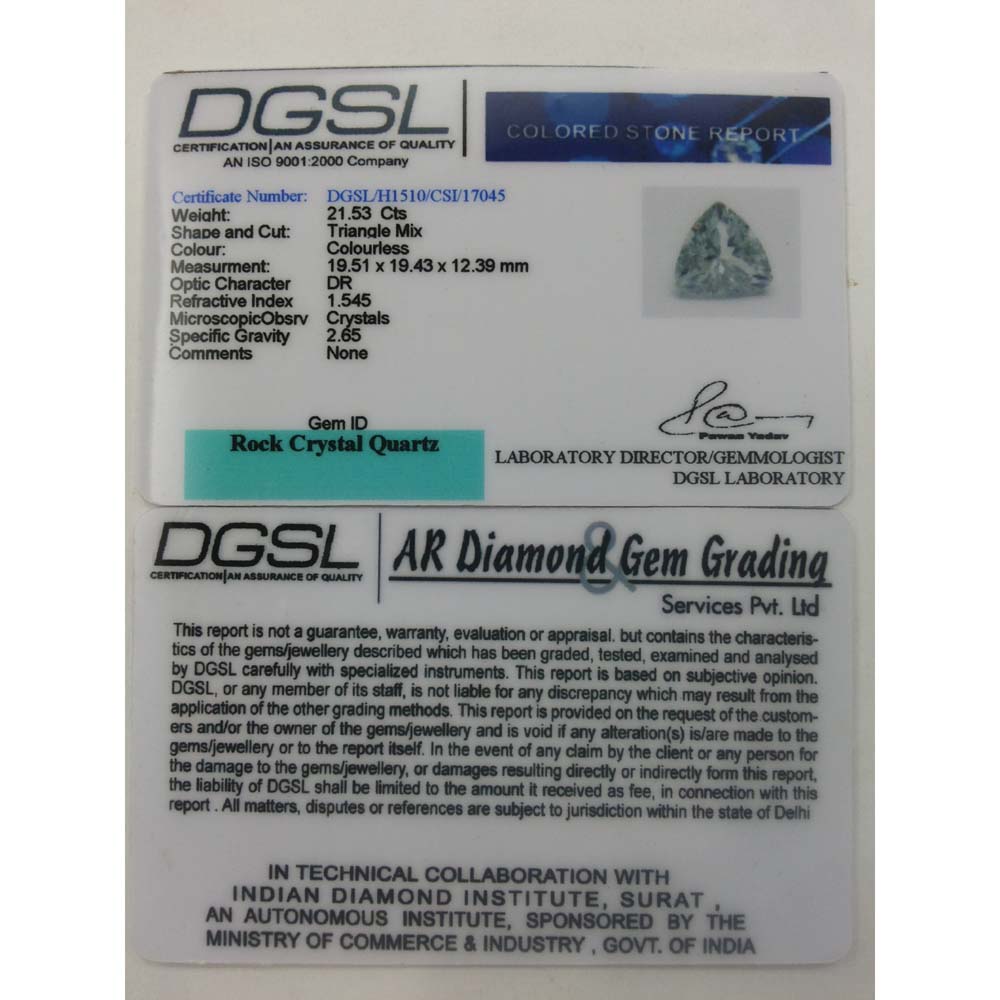 DGSL
CERTIFICATION|AN ASSURANCE OF QUALITY
AN ISO 9001:2000 Company
COLORED STONE REPORT
Certificate Number: DGSL/H1510/CSI/17045
Weight: 21.53 Cts
Shape and Cut: Triangle Mix
Colour: Colourless
Measurment: 19.51 x 19.43 x 12.39 mm
Optic Character DR
Refractive Index 1.545
MicroscopicObsrv Crystals
Specific Gravity 2.65
Comments None
Gem ID
Rock Crystal Quartz
Pawan Yadav
LABORATORY DIRECTOR/GEMMOLOGIST
DGSL LABORATORY
DGSL
CERTIFICATION|AN ASSURANCE OF QUALITY
AR Diamond & Gem Grading
Services Pvt. Ltd
This report is not a guarantee, warranty, evaluation or appraisal. but contains the characteris-
tics of the gems/jewellery described which has been graded, tested, examined and analysed
by DGSL carefully with specialized instruments. This report is based on subjective opinion.
DGSL, or any member of its staff, is not liable for any discrepancy which may result from the
application of the other grading methods. This report is provided on the request of the custom-
ers and/or the owner of the gems/jewellery and is void if any alteration(s) is/are made to the
gems/jewellery or to the report itself. In the event of any claim by the client or any person for
the damage to the gems/jewellery, or damages resulting directly or indirectly form this report,
the liability of DGSL shall be limited to the amount it received as fee, in connection with this
report . All matters, disputes or references are subject to jurisdiction within the state of Delhi
IN TECHNICAL COLLABORATION WITH
INDIAN DIAMOND INSTITUTE, SURAT ,
AN AUTONOMOUS INSTITUTE, SPONSORED BY THE
MINISTRY OF COMMERCE & INDUSTRY , GOVT. OF INDIA